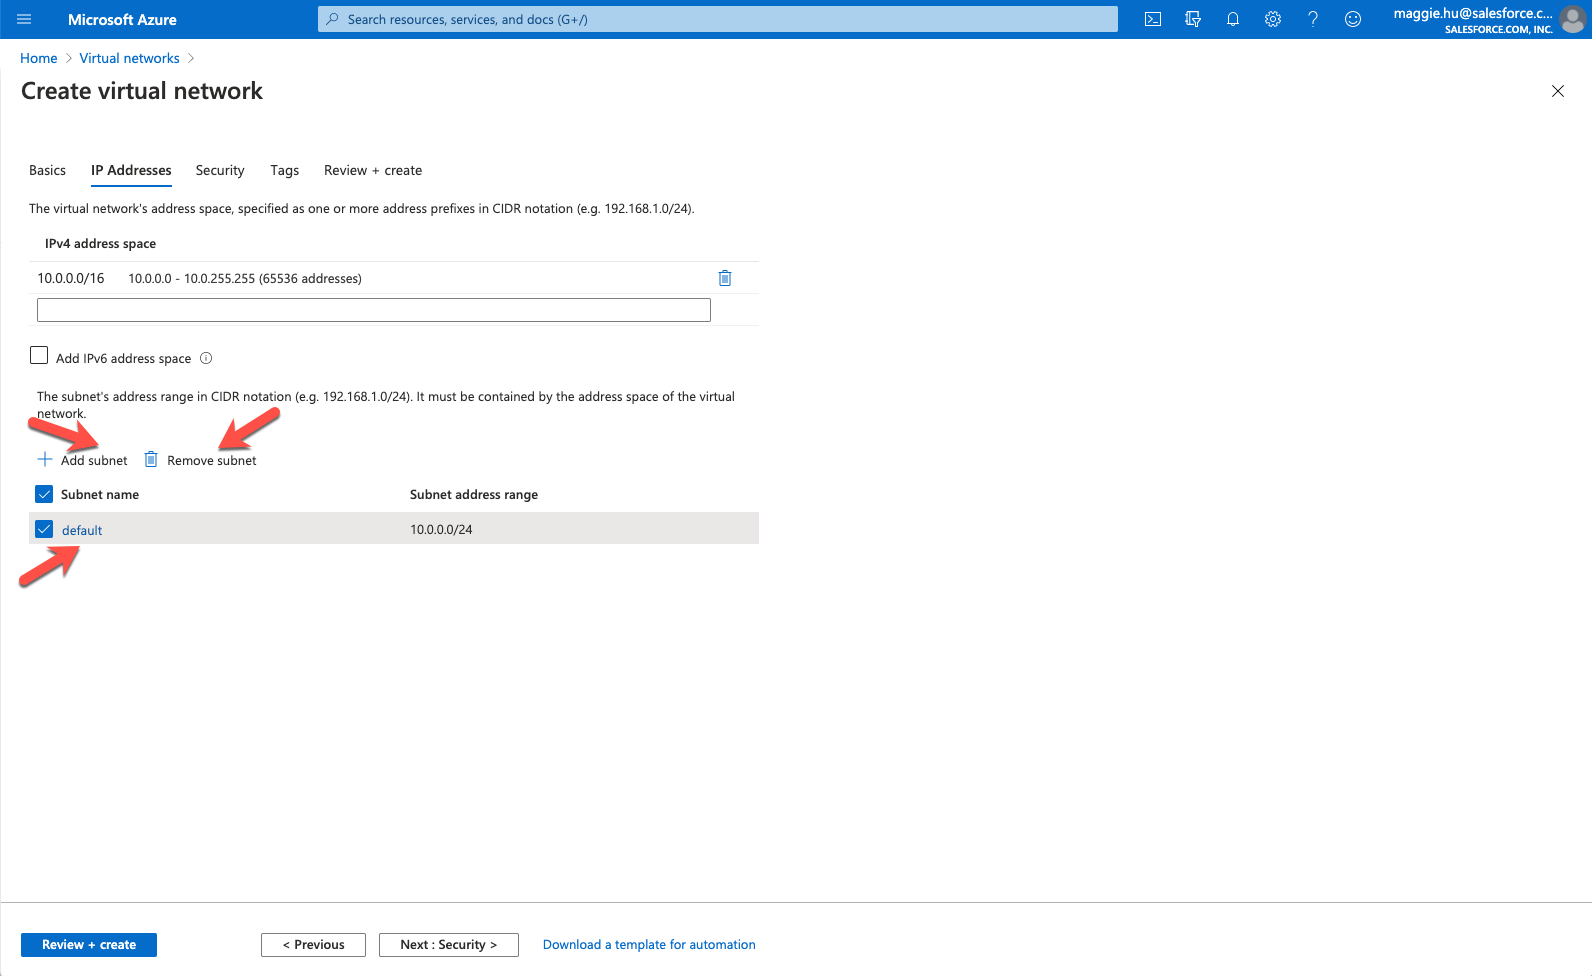 Microsoft Azure
Search resources, services, and docs (G+/)
maggie.hu@salesforce.c...
SALESFORCE.COM, INC.
Home > Virtual networks >
Create virtual network
Basics IP Addresses Security Tags Review + create
The virtual network's address space, specified as one or more address prefixes in CIDR notation (e.g. 192.168.1.0/24).
IPv4 address space
10.0.0.0/16 10.0.0.0 - 10.0.255.255 (65536 addresses)
Add IPv6 address space
The subnet's address range in CIDR notation (e.g. 192.168.1.0/24). It must be contained by the address space of the virtual
network.
Add subnet Remove subnet
Subnet name Subnet address range
default 10.0.0.0/24
Review + create < Previous Next : Security > Download a template for automation